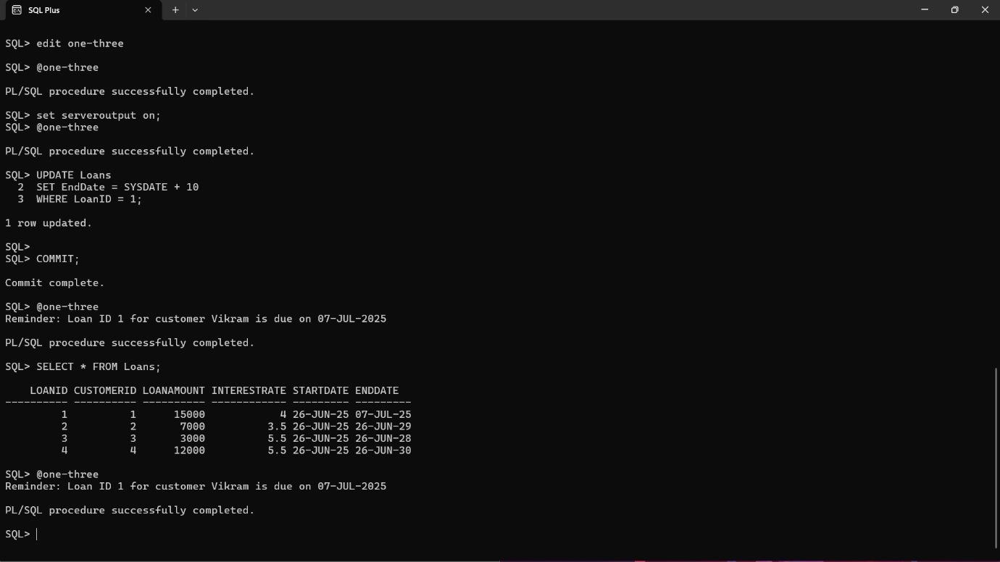 SQL Plus
SQL> edit one-three
SQL> @one-three
PL/SQL procedure successfully completed.
SQL> set serveroutput on;
SQL> @one-three
PL/SQL procedure successfully completed.
SQL> UPDATE Loans
  2  SET EndDate = SYSDATE + 10
  3  WHERE LoanID = 1;
1 row updated.
SQL>
SQL> COMMIT;
Commit complete.
SQL> @one-three
Reminder: Loan ID 1 for customer Vikram is due on 07-JUL-2025
PL/SQL procedure successfully completed.
SQL> SELECT * FROM Loans;
    LOANID CUSTOMERID LOANAMOUNT INTERESTRATE STARTDATE ENDDATE
---------- ---------- ---------- ------------ --------- ---------
         1          1      15000            4 26-JUN-25 07-JUL-25
         2          2       7000          3.5 26-JUN-25 26-JUN-29
         3          3       3000          5.5 26-JUN-25 26-JUN-28
         4          4      12000          5.5 26-JUN-25 26-JUN-30
SQL> @one-three
Reminder: Loan ID 1 for customer Vikram is due on 07-JUL-2025
PL/SQL procedure successfully completed.
SQL>